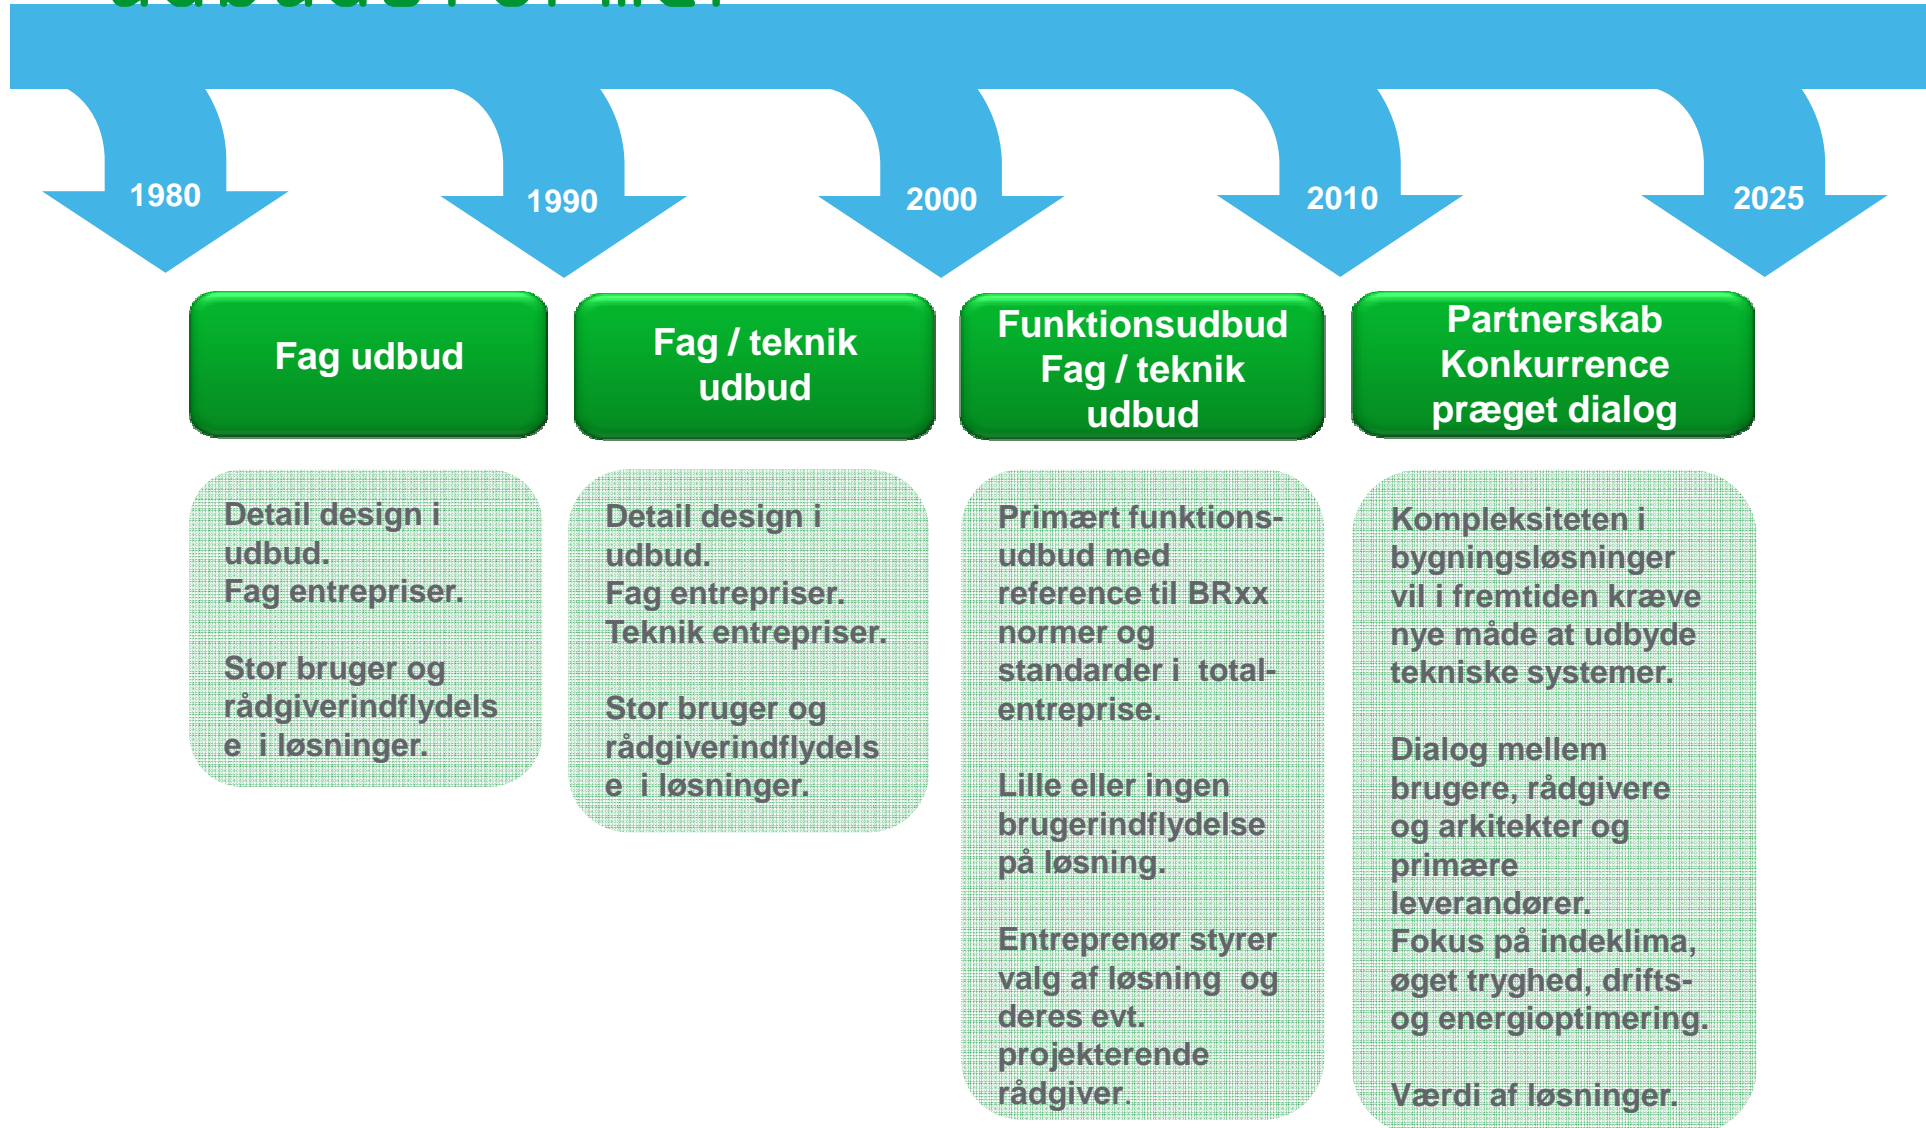 1980
1990
2000
2010
2025
Fag udbud
Fag / teknik
udbud
Funktionsudbud
Fag / teknik
udbud
Partnerskab
Konkurrence
præget dialog
Detail design i
udbud.
Fag entrepriser.
Stor bruger og
rådgiverindflydels
e i løsninger.
Detail design i
udbud.
Fag entrepriser.
Teknik entrepriser.
Stor bruger og
rådgiverindflydels
e i løsninger.
Primært funktions-
udbud med
reference til BRxx
normer og
standarder i total-
entreprise.
Lille eller ingen
brugerindflydelse
på løsning.
Entreprenør styrer
valg af løsning og
deres evt.
projekterende
rådgiver.
Kompleksiteten i
bygningsløsninger
vil i fremtiden kræve
nye måde at udbyde
tekniske systemer.
Dialog mellem
brugere, rådgivere
og arkitekter og
primære
leverandører.
Fokus på indeklima,
øget tryghed, drifts-
og energioptimering.
Værdi af løsninger.